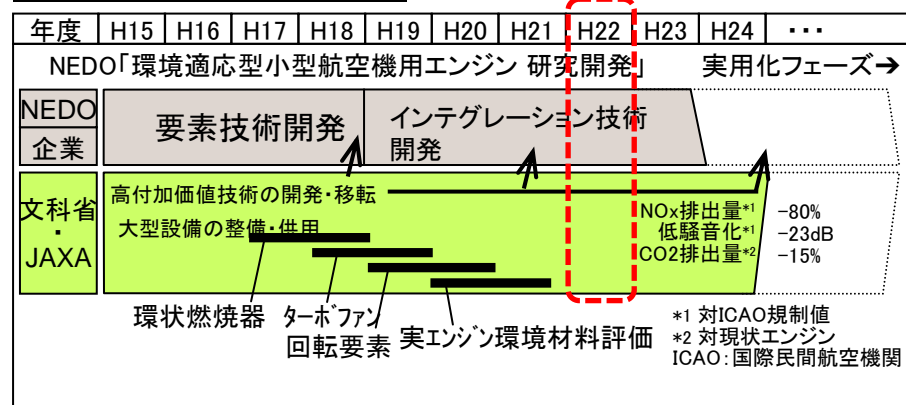 年度 H15 H16 H17 H18 H19 H20 H21 H22 H23 H24 ･･･
NEDO「環境適応型小型航空機用エンジン 研究開発」 実用化フェーズ→
NEDO
企業
要素技術開発
インテグレーション技術
開発
文科省
・
JAXA
高付加価値技術の開発・移転
大型設備の整備・供用
NOx排出量*1 -80%
低騒音化*1 -23dB
CO2排出量*2 -15%
環状燃焼器
ターボファン
回転要素
実エンジン環境材料評価
*1 対ICAO規制値
*2 対現状エンジン
ICAO：国際民間航空機関